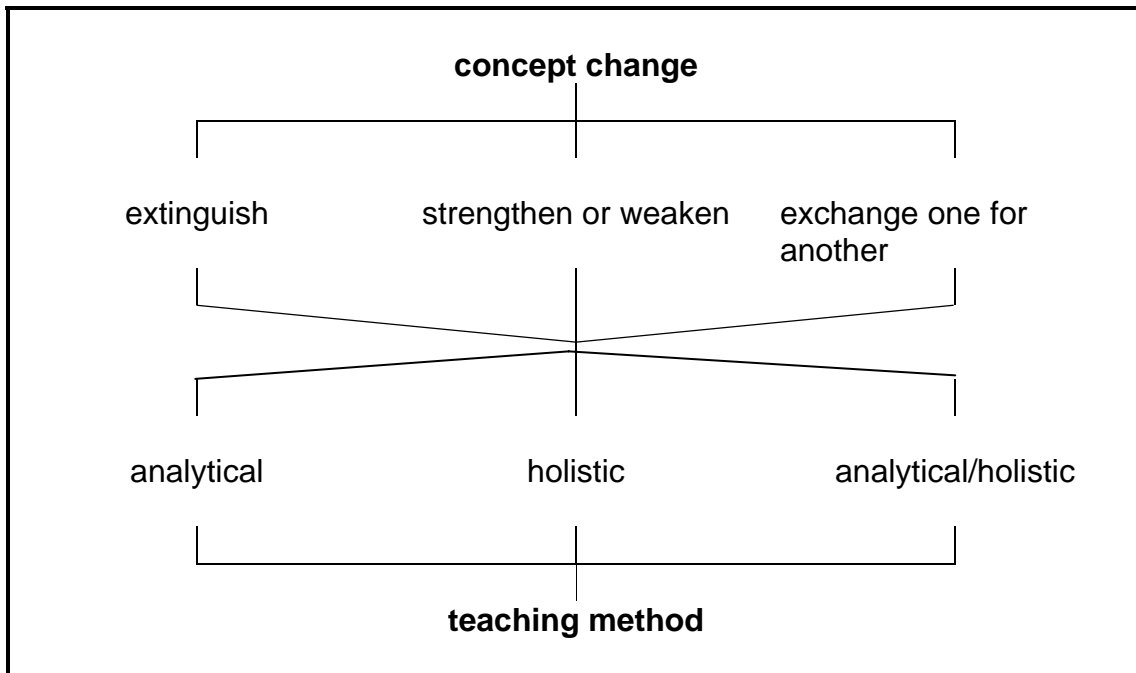 concept change
extinguish
strengthen or weaken
exchange one for
another
analytical
holistic
analytical/holistic
teaching method